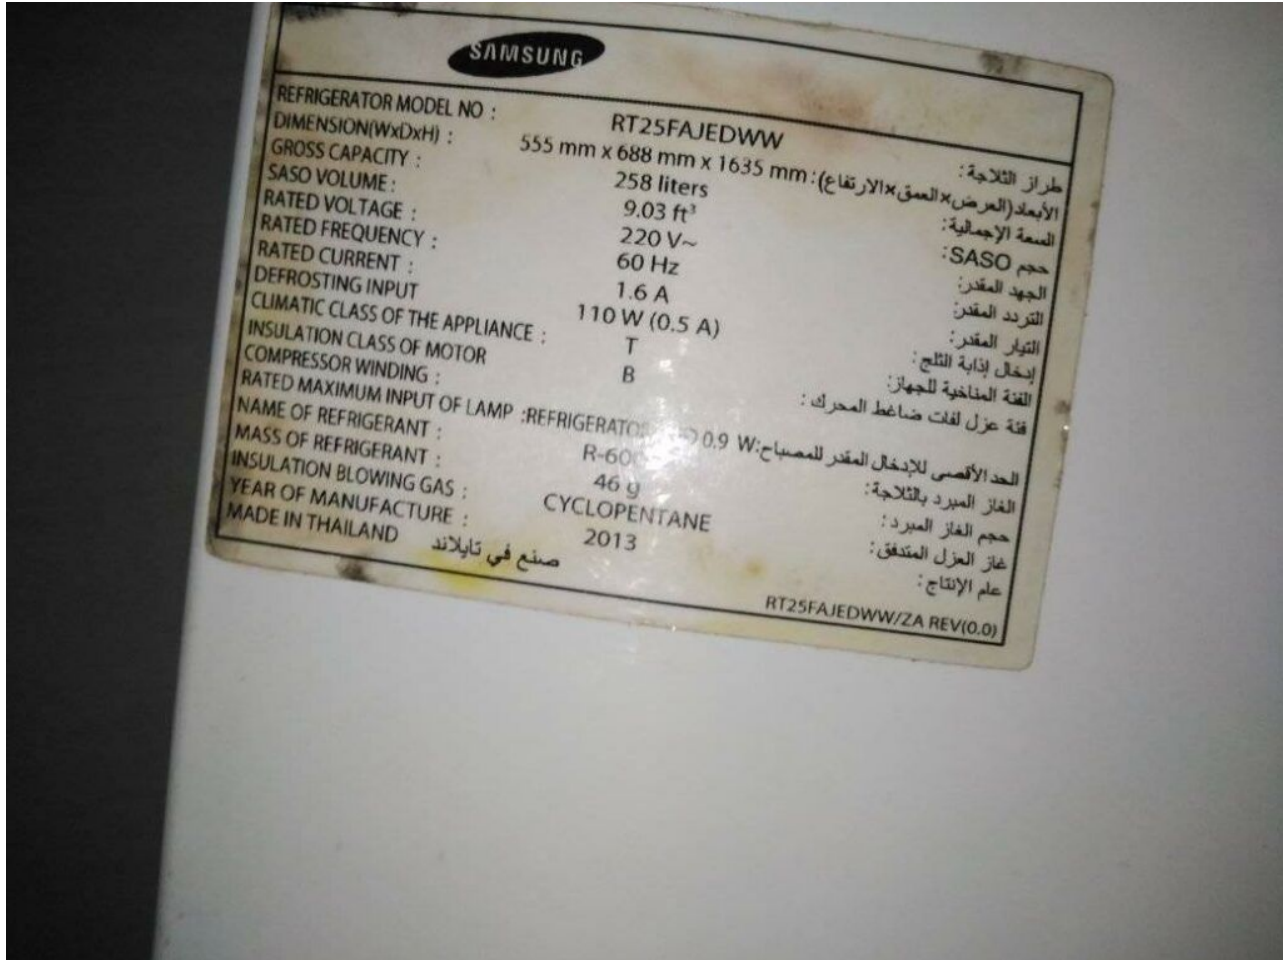 SAMSUNG
REFRIGERATOR MODEL NO : RT25FAJEDWW طراز الثلاجة:
DIMENSION(WxDxH) : 555 mm x 688 mm x 1635 mm :(الأبعاد(العرض×العمق×الارتفاع
GROSS CAPACITY : 258 liters السعة الإجمالية:
SASO VOLUME : 9.03 ft³ حجم SASO:
RATED VOLTAGE : 220 V~ الجهد المقدر:
RATED FREQUENCY : 60 Hz التردد المقدر:
RATED CURRENT : 1.6 A التيار المقدر:
DEFROSTING INPUT 110 W (0.5 A) إدخال إذابة الثلج :
CLIMATIC CLASS OF THE APPLIANCE : T الفئة المناخية للجهاز:
INSULATION CLASS OF MOTOR
COMPRESSOR WINDING : B فئة عزل لفات ضاغط المحرك :
RATED MAXIMUM INPUT OF LAMP : 0.9 W الحد الأقصى للإدخال المقدر للمصباح:
NAME OF REFRIGERANT : الغاز المبرد بالثلاجة:
MASS OF REFRIGERANT : 46 g حجم الغاز المبرد :
INSULATION BLOWING GAS : CYCLOPENTANE غاز العزل المتدفق :
YEAR OF MANUFACTURE : 2013 عام الإنتاج :
MADE IN THAILAND صنع في تايلاند
RT25FAJEDWW/ZA REV(0.0)